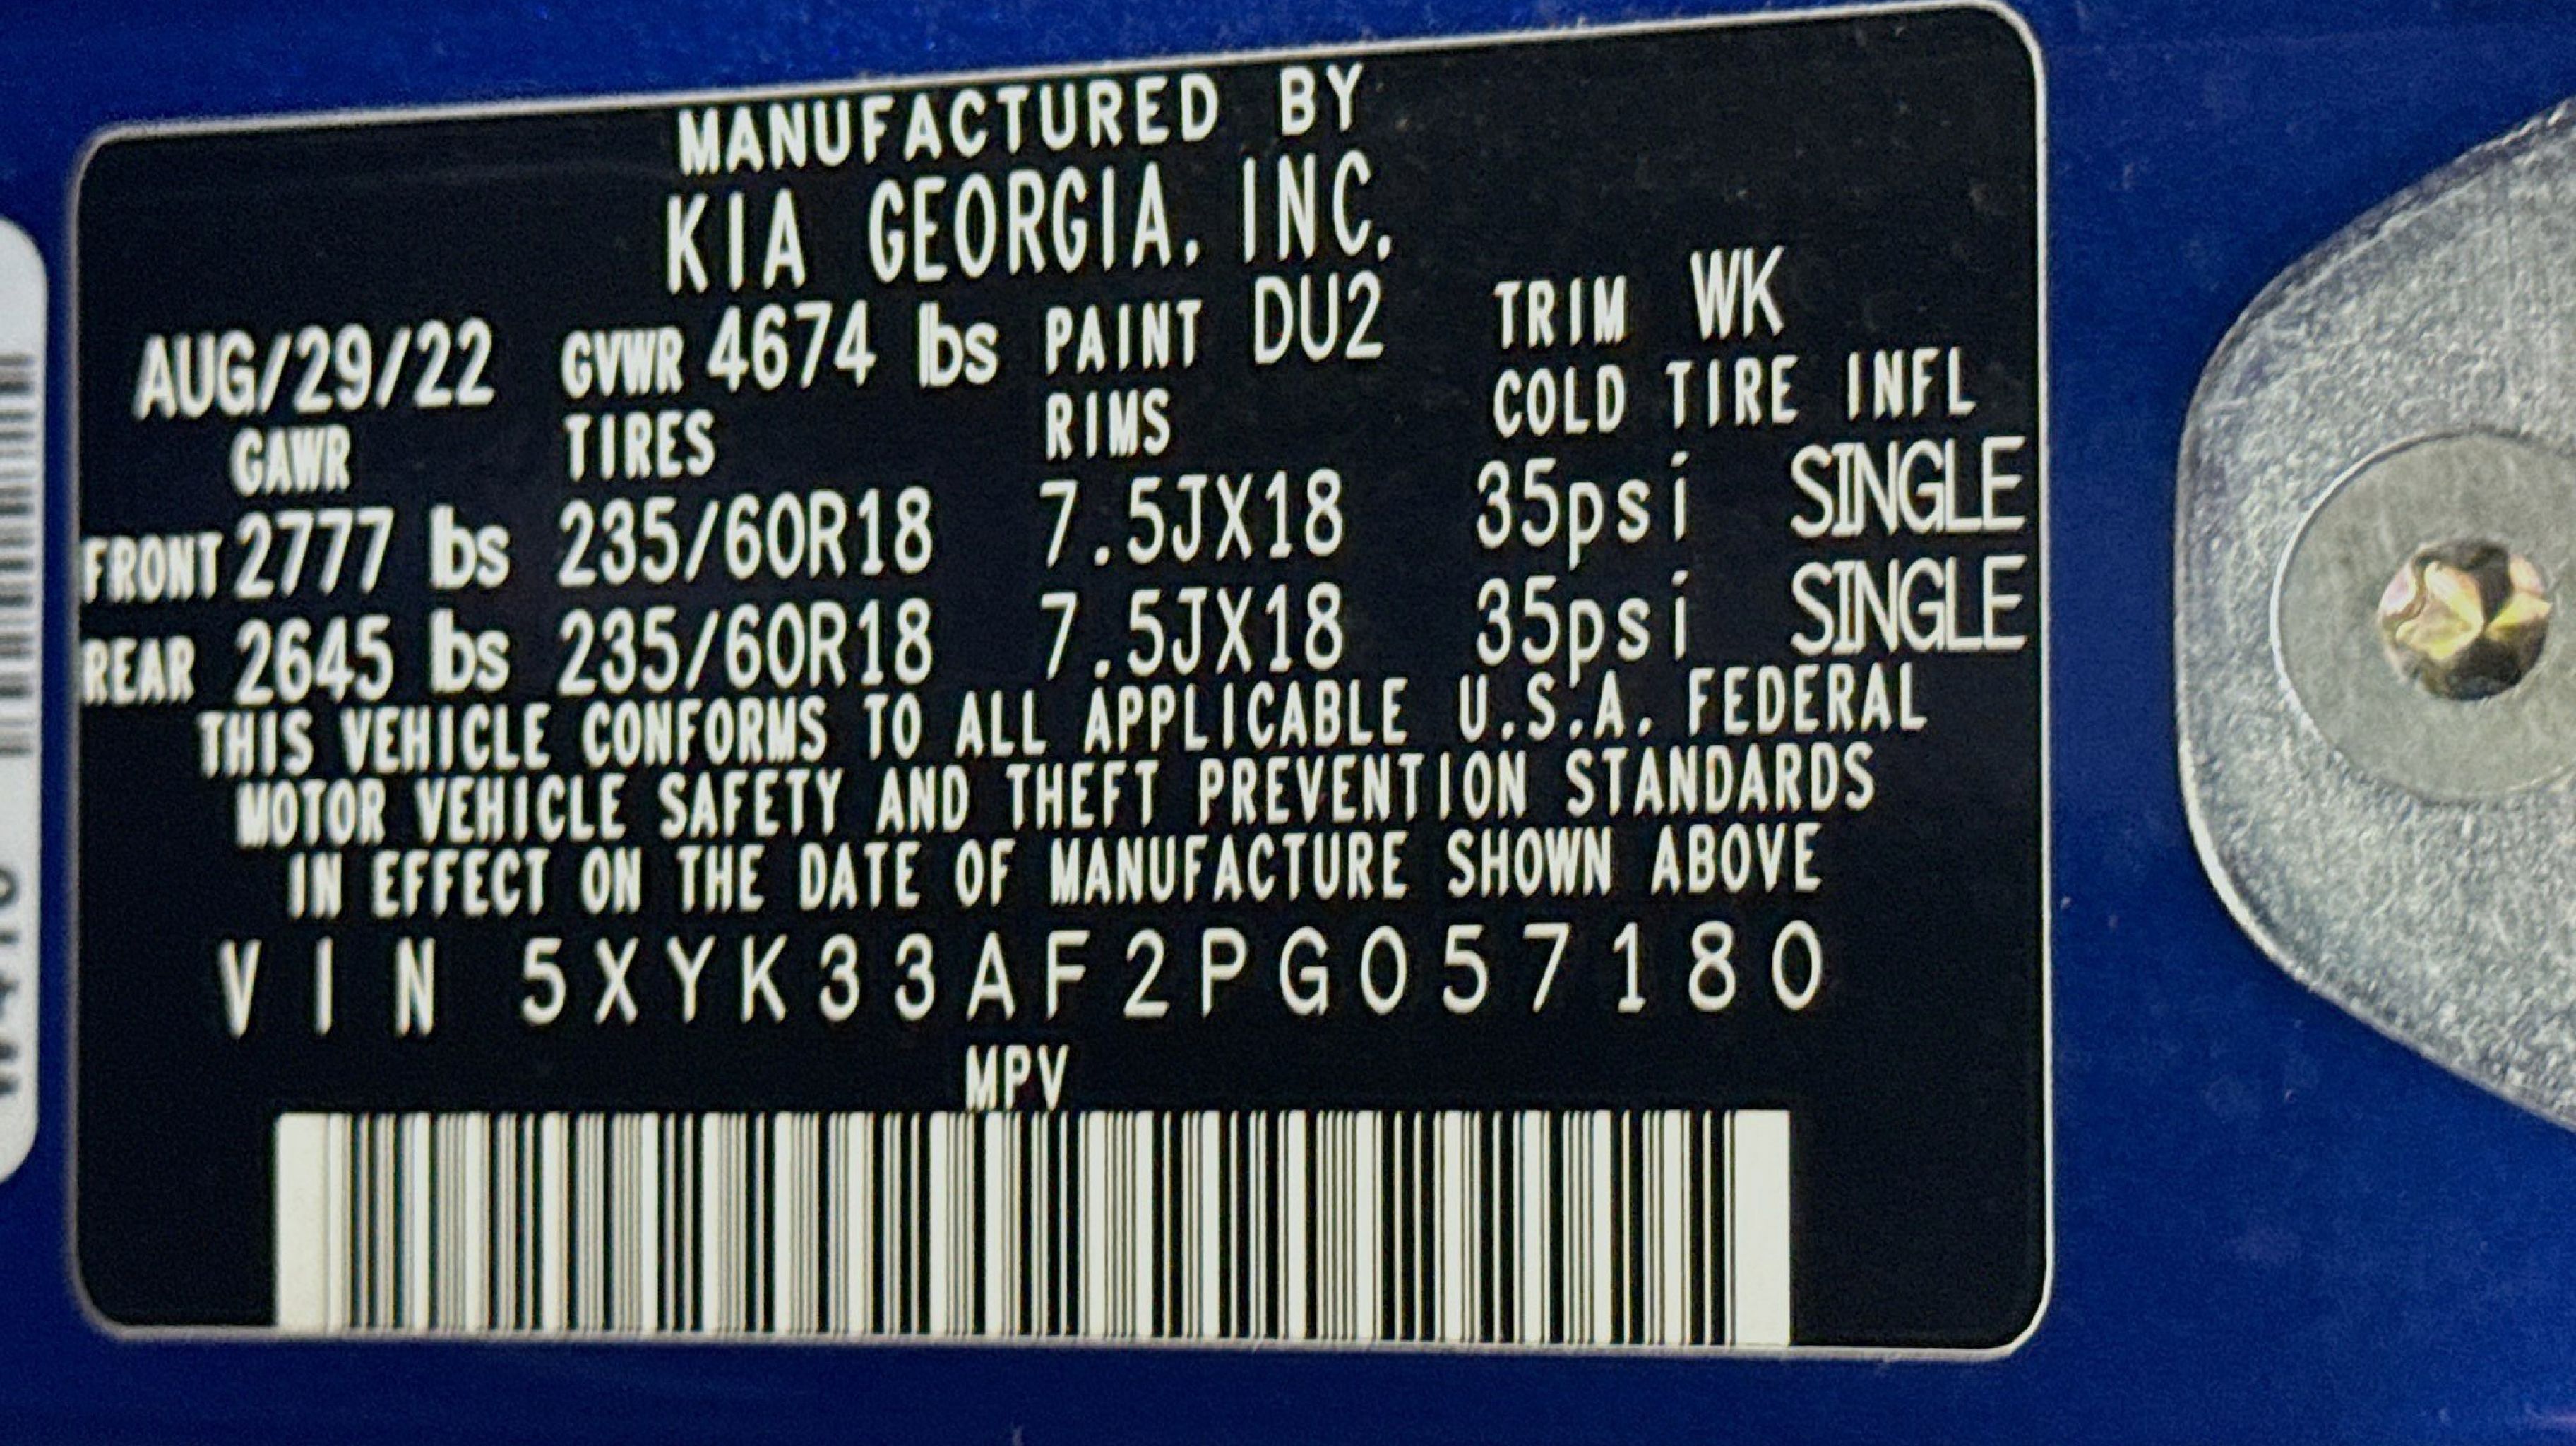 MANUFACTURED BY
KIA GEORGIA, INC.
AUG/29/22 GVWR 4674 lbs PAINT DU2 TRIM WK
GAWR TIRES RIMS COLD TIRE INFL
FRONT 2777 lbs 235/60R18 7.5JX18 35psi SINGLE
REAR 2645 lbs 235/60R18 7.5JX18 35psi SINGLE
THIS VEHICLE CONFORMS TO ALL APPLICABLE U.S.A. FEDERAL
MOTOR VEHICLE SAFETY AND THEFT PREVENTION STANDARDS
IN EFFECT ON THE DATE OF MANUFACTURE SHOWN ABOVE
VIN 5XYK33AF2PG057180
MPV